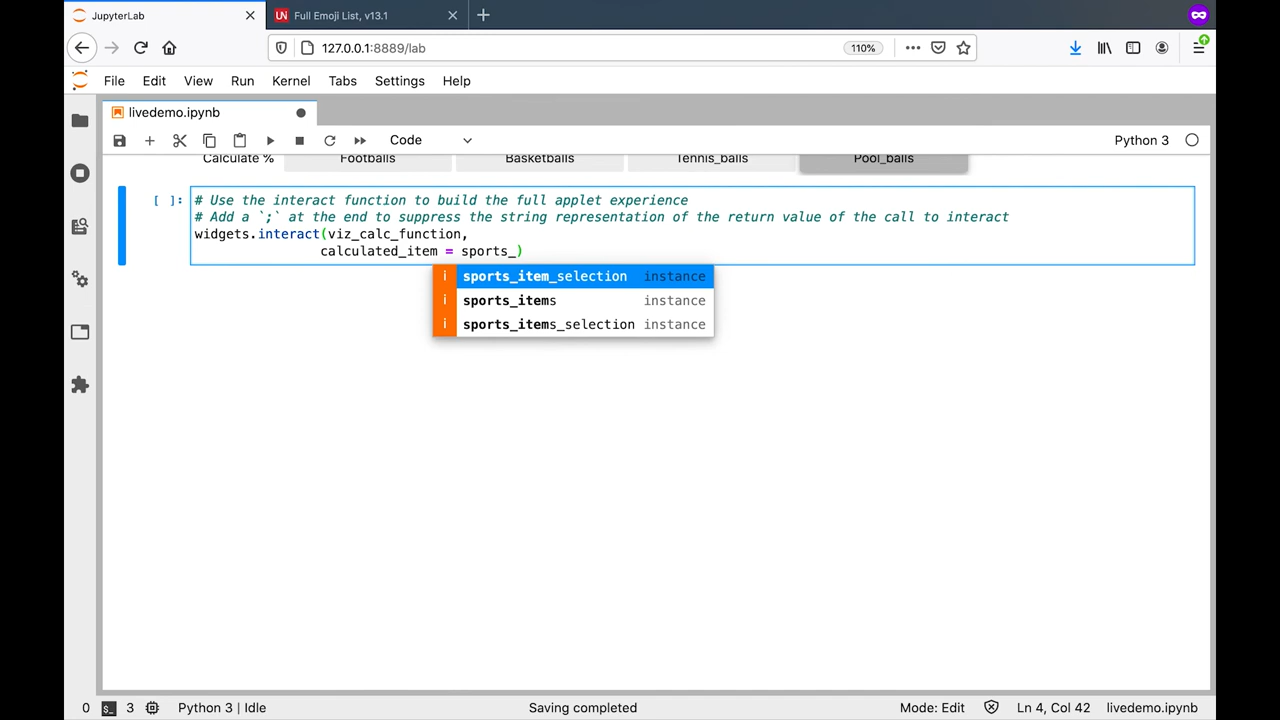 JupyterLab
UN Full Emoji List, v13.1
127.0.0.1:8889/lab
110%
File Edit View Run Kernel Tabs Settings Help
livedemo.ipynb
Code
Python 3
Calculate % Footballs Basketballs Tennis_balls Pool_balls
[ ]: # Use the interact function to build the full applet experience
# Add a `;` at the end to suppress the string representation of the return value of the call to interact
widgets.interact(viz_calc_function,
calculated_item = sports_)
i sports_item_selection instance
i sports_items instance
i sports_items_selection instance
0 $_ 3 Python 3 | Idle Saving completed Mode: Edit Ln 4, Col 42 livedemo.ipynb